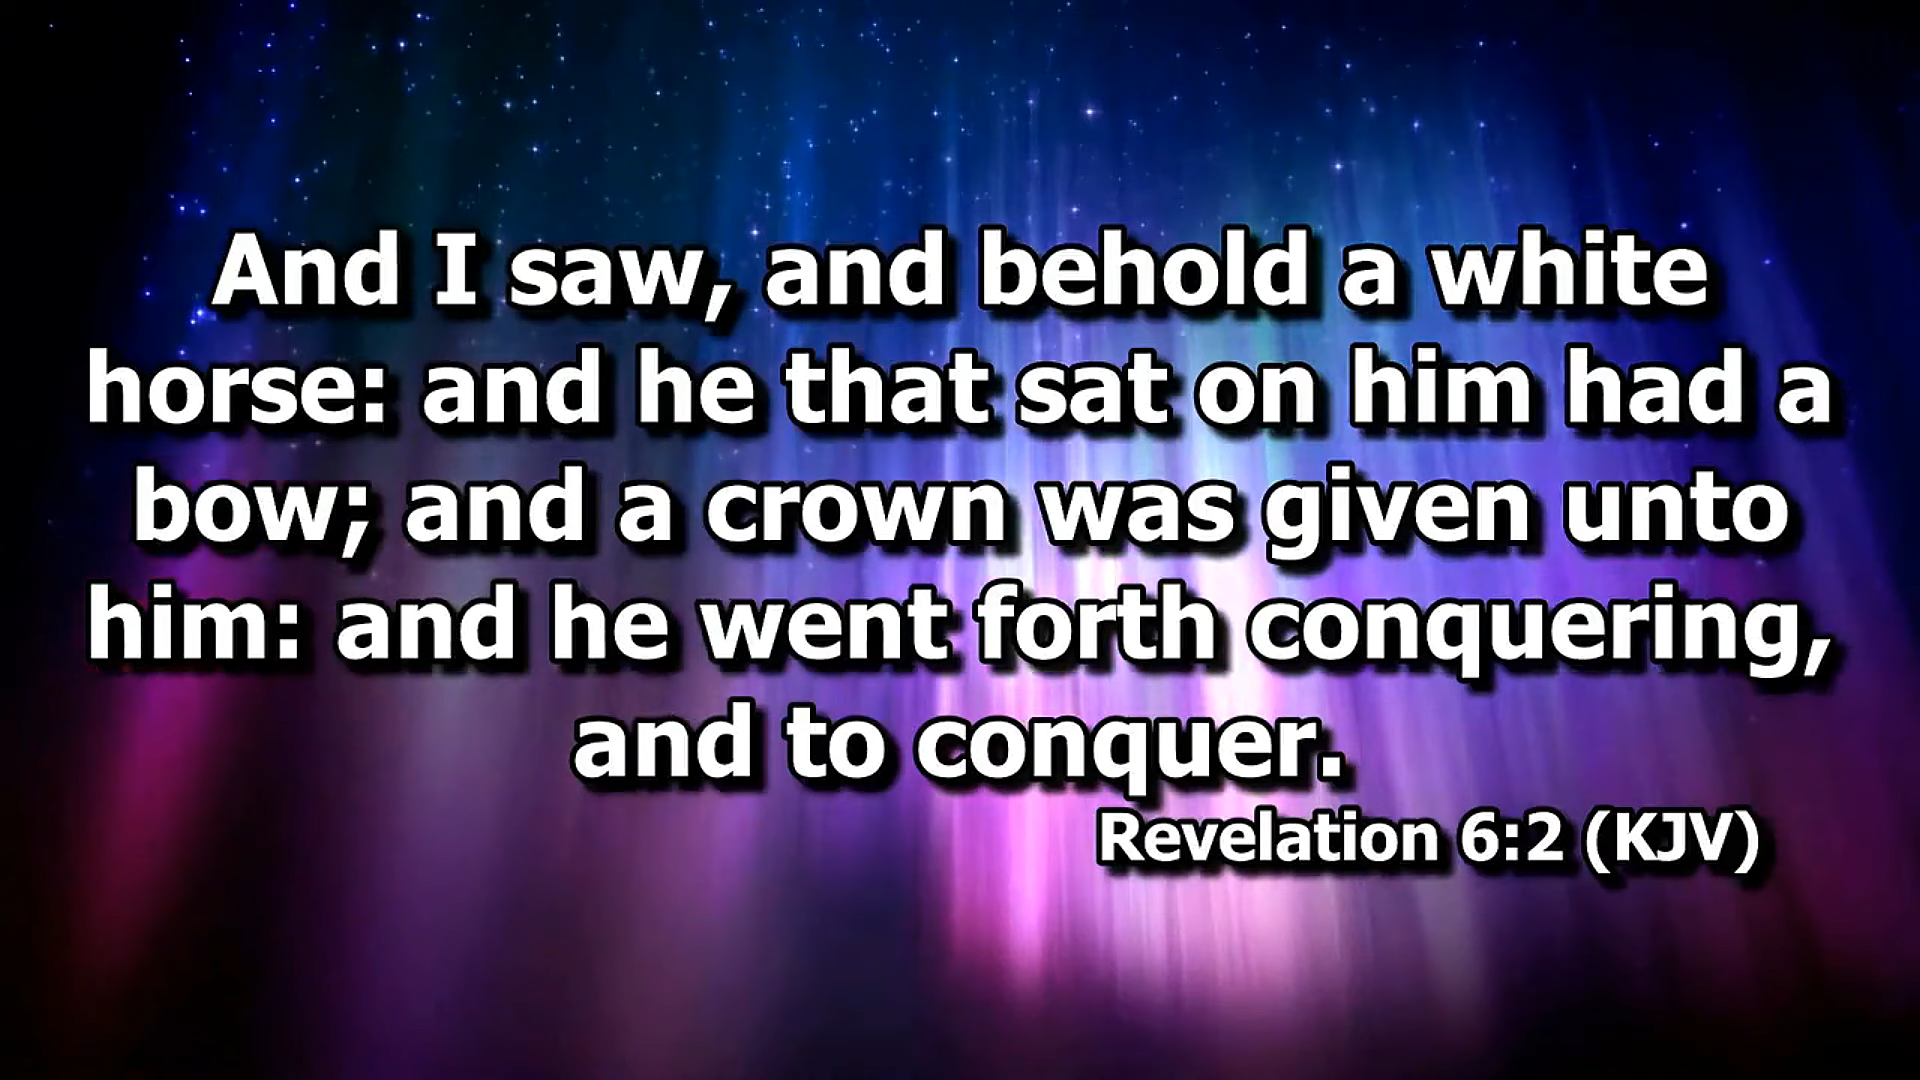 And I saw, and behold a white
horse: and he that sat on him had a
bow; and a crown was given unto
him: and he went forth conquering,
and to conquer.
Revelation 6:2 (KJV)